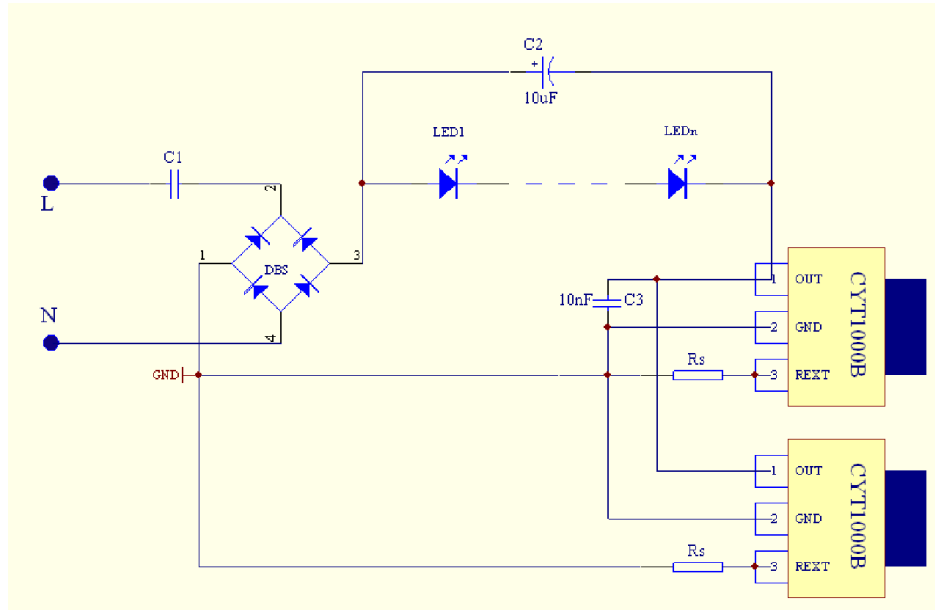 C2
+
10uF
LED1
LEDn
C1
L
2
1
DBS
3
N
4
GND
10nF
C3
Rs
1 OUT
2 GND
3 REXT
CYT1000B
Rs
1 OUT
2 GND
3 REXT
CYT1000B